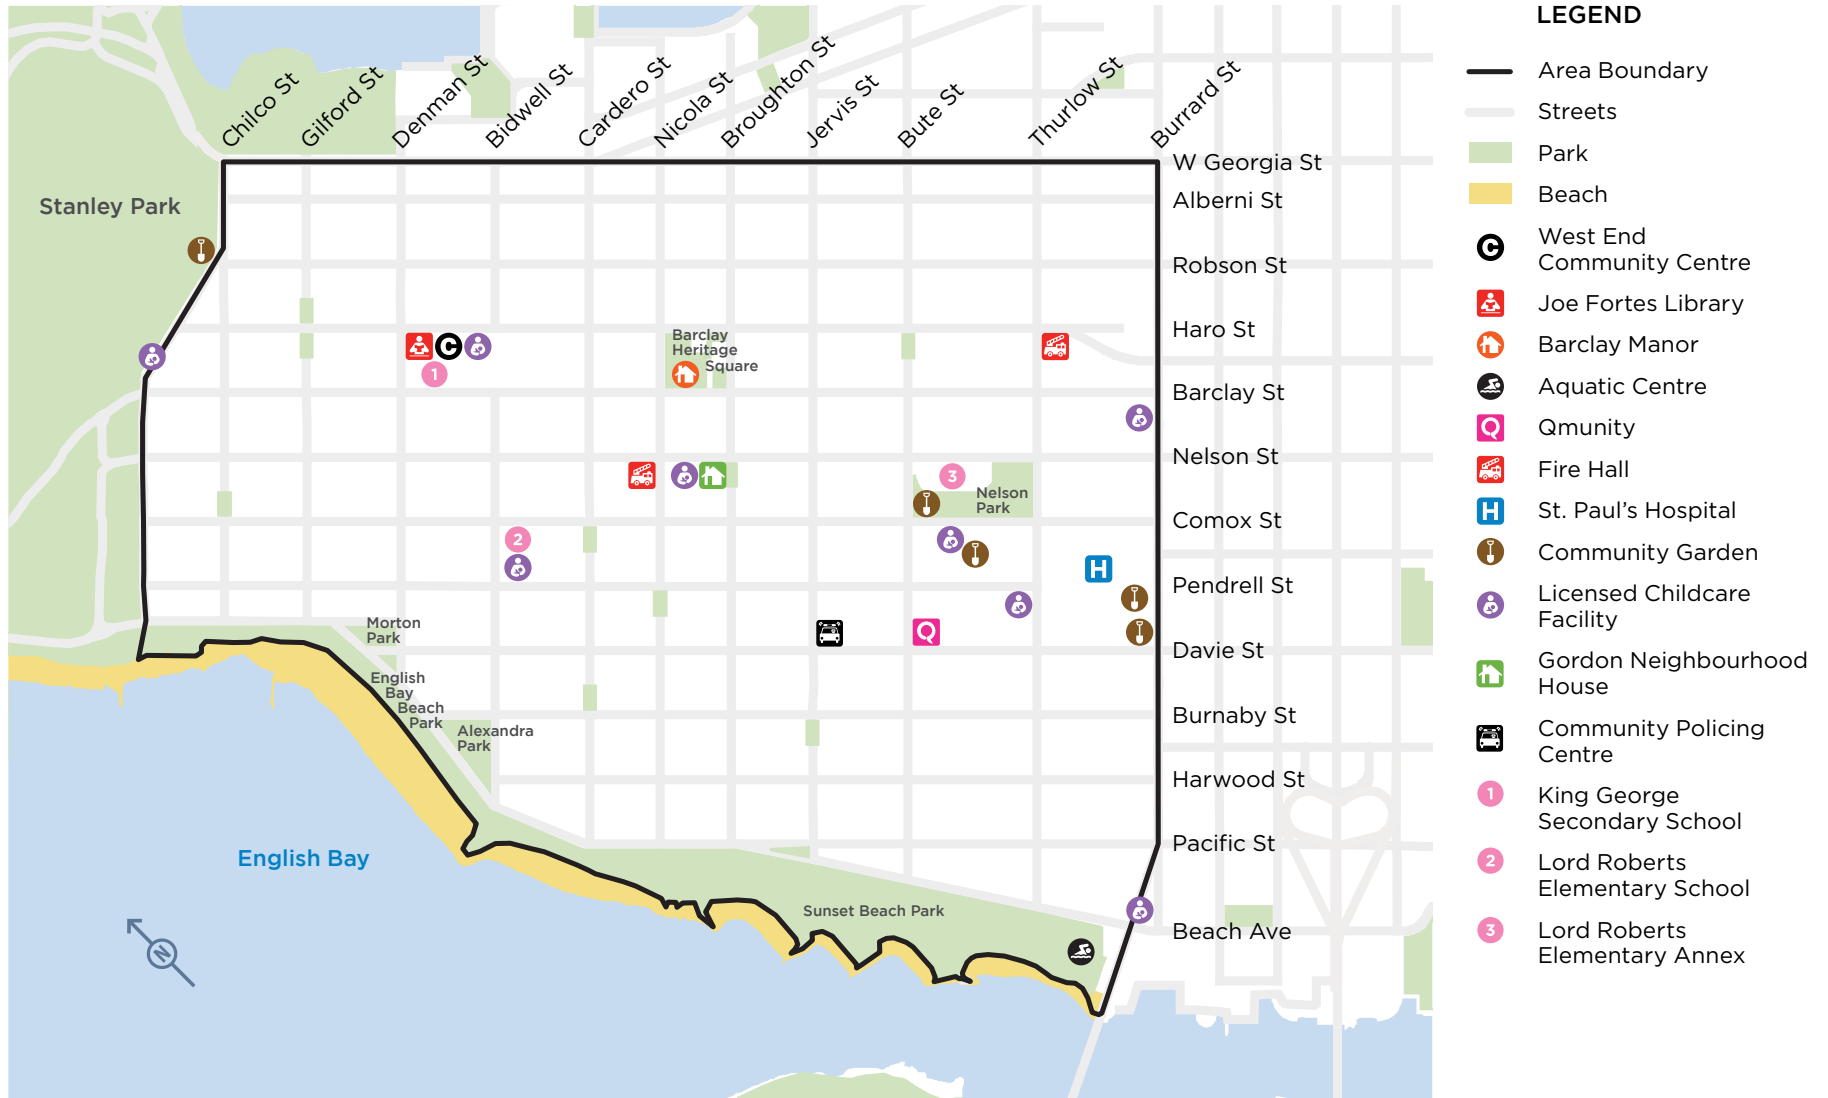 Chilco St
Gilford St
Denman St
Bidwell St
Cardero St
Nicola St
Broughton St
Jervis St
Bute St
Thurlow St
Burrard St
W Georgia St
Alberni St
Robson St
Haro St
Barclay St
Nelson St
Comox St
Pendrell St
Davie St
Burnaby St
Harwood St
Pacific St
Beach Ave
Stanley Park
C
1
Barclay
Heritage
Square
3
Nelson
Park
2
H
Q
Morton
Park
English
Bay
Beach
Park
Alexandra
Park
English Bay
Sunset Beach Park
N
LEGEND
Area Boundary
Streets
Park
Beach
C
West End
Community Centre
Joe Fortes Library
Barclay Manor
Aquatic Centre
Q
Qmunity
Fire Hall
H
St. Paul's Hospital
Community Garden
Licensed Childcare
Facility
Gordon Neighbourhood
House
Community Policing
Centre
1
King George
Secondary School
2
Lord Roberts
Elementary School
3
Lord Roberts
Elementary Annex